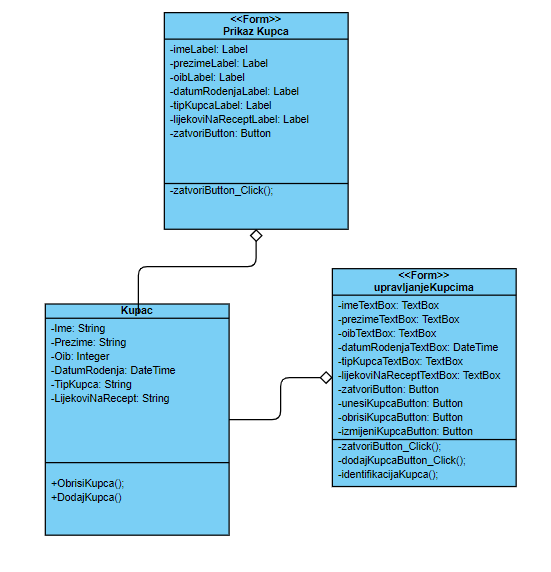 <<Form>>
Prikaz Kupca
-imeLabel: Label
-prezimeLabel: Label
-oibLabel: Label
-datumRodenjaLabel: Label
-tipKupcaLabel: Label
-lijekoviNaReceptLabel: Label
-zatvoriButton: Button
-zatvoriButton_Click();
Kupac
-Ime: String
-Prezime: String
-Oib: Integer
-DatumRodenja: DateTime
-TipKupca: String
-LijekoviNaRecept: String
+ObrisiKupca();
+DodajKupca()
<<Form>>
upravljanjeKupcima
-imeTextBox: TextBox
-prezimeTextBox: TextBox
-oibTextBox: TextBox
-datumRodenjaTextBox: DateTime
-tipKupcaTextBox: TextBox
-lijekoviNaReceptTextBox: TextBox
-zatvoriButton: Button
-unesiKupcaButton: Button
-obrisiKupcaButton: Button
-izmijeniKupcaButton: Button
-zatvoriButton_Click();
-dodajKupcaButton_Click();
-identifikacijaKupca();